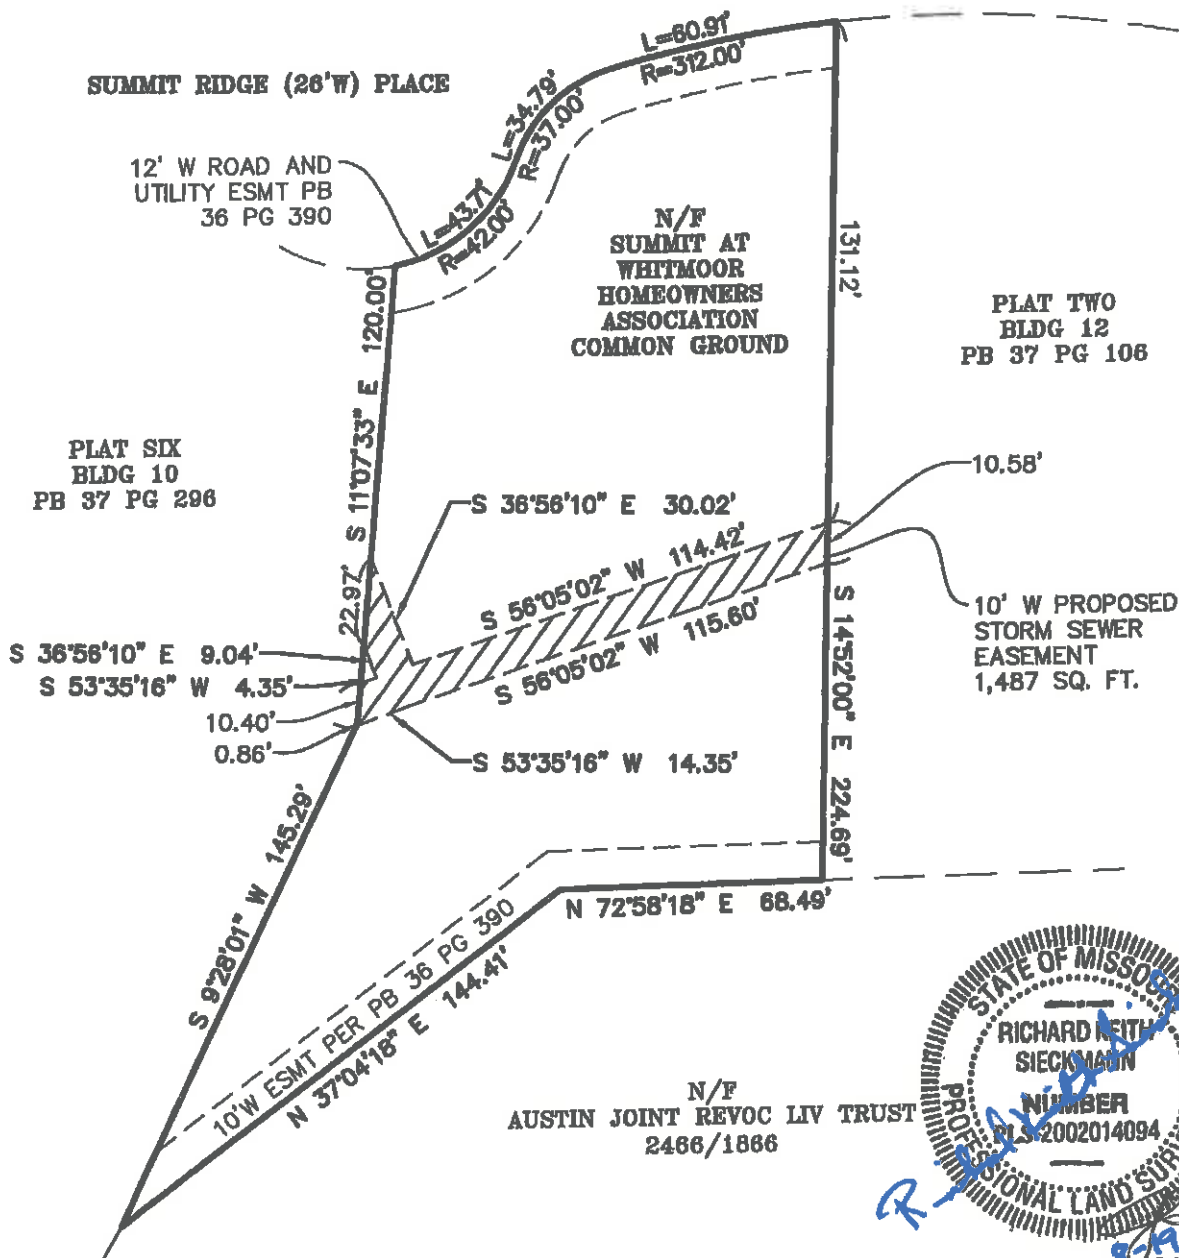 L=60.91'
R=312.00'
SUMMIT RIDGE (26'W) PLACE
L=34.79'
R=37.00'
12' W ROAD AND
UTILITY ESMT PB
36 PG 390
L=43.71'
R=42.00'
N/F
SUMMIT AT
WHITMOOR
HOMEOWNERS
ASSOCIATION
COMMON GROUND
131.12'
PLAT TWO
BLDG 12
PB 37 PG 106
S 11°07'33" E 120.00'
PLAT SIX
BLDG 10
PB 37 PG 296
10.58'
S 36°56'10" E 30.02'
S 56°05'02" W 114.42'
S 56°05'02" W 115.60'
22.97'
S 14°52'00" E 224.69'
10' W PROPOSED
STORM SEWER
EASEMENT
1,487 SQ. FT.
S 36°56'10" E 9.04'
S 53°35'16" W 4.35'
10.40'
0.86'
S 53°35'16" W 14.35'
S 9°28'01" W 145.29'
N 72°58'18" E 68.49'
10'W ESMT PER PB 36 PG 390
N 37°04'18" E 144.41'
N/F
AUSTIN JOINT REVOC LIV TRUST
2466/1866
STATE OF MISSOU
RICHARD KEITH
SIECKMANN
NUMBER
PLS-2002014094
PROFESSIONAL LAND SURV
8-19